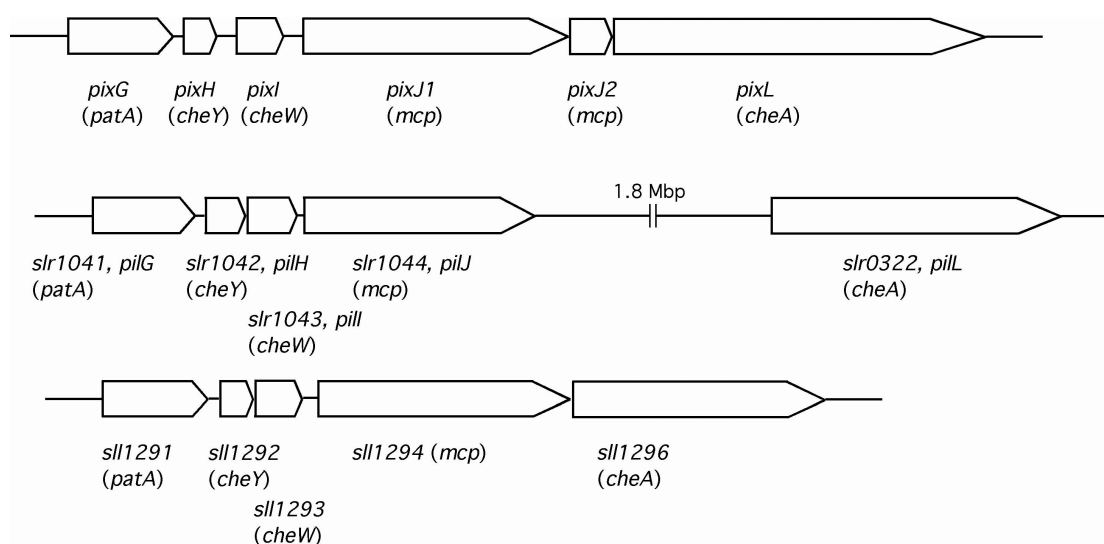 pixG pixH pixI pixJ1 pixJ2 pixL
(patA) (cheY) (cheW) (mcp) (mcp) (cheA)
1.8 Mbp
slr1041, pilG slr1042, pilH slr1044, pilJ slr0322, pilL
(patA) (cheY) (mcp) (cheA)
slr1043, pilI
(cheW)
sll1291 sll1292 sll1294 (mcp) sll1296
(patA) (cheY) (cheA)
sll1293
(cheW)